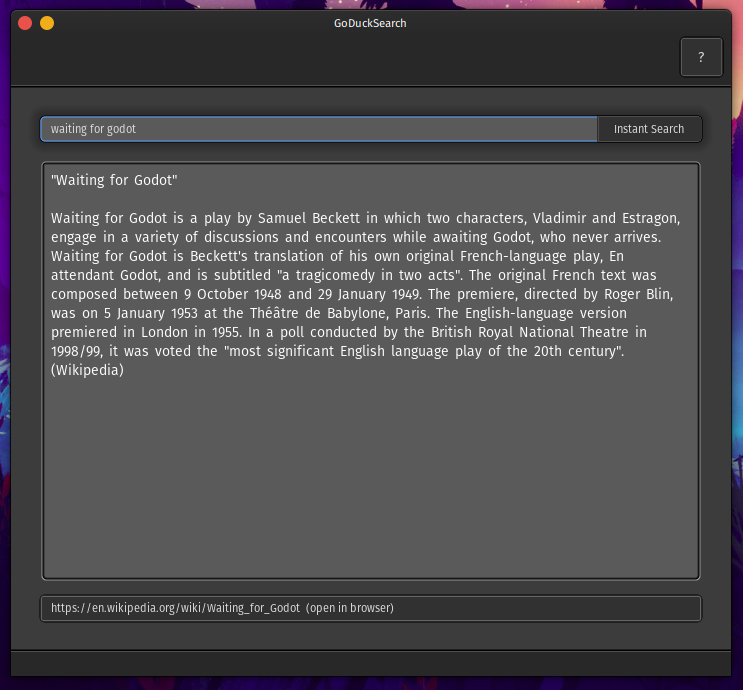 GoDuckSearch
?
waiting for godot
Instant Search
"Waiting for Godot"
Waiting for Godot is a play by Samuel Beckett in which two characters, Vladimir and Estragon,
engage in a variety of discussions and encounters while awaiting Godot, who never arrives.
Waiting for Godot is Beckett's translation of his own original French-language play, En
attendant Godot, and is subtitled "a tragicomedy in two acts". The original French text was
composed between 9 October 1948 and 29 January 1949. The premiere, directed by Roger Blin,
was on 5 January 1953 at the Théâtre de Babylone, Paris. The English-language version
premiered in London in 1955. In a poll conducted by the British Royal National Theatre in
1998/99, it was voted the "most significant English language play of the 20th century".
(Wikipedia)
https://en.wikipedia.org/wiki/Waiting_for_Godot (open in browser)